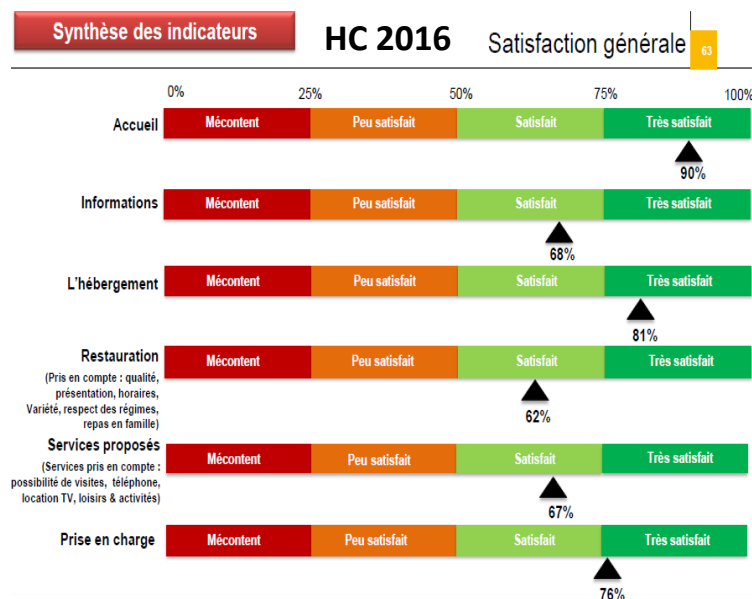 Synthèse des indicateurs
HC 2016
Satisfaction générale
63
0% 25% 50% 75% 100%
Accueil
Mécontent Peu satisfait Satisfait Très satisfait
90%
Informations
Mécontent Peu satisfait Satisfait Très satisfait
68%
L'hébergement
Mécontent Peu satisfait Satisfait Très satisfait
81%
Restauration
Mécontent Peu satisfait Satisfait Très satisfait
(Pris en compte : qualité,
présentation, horaires,
Variété, respect des régimes,
repas en famille)
62%
Services proposés
Mécontent Peu satisfait Satisfait Très satisfait
(Services pris en compte :
possibilité de visites, téléphone,
location TV, loisirs & activités)
67%
Prise en charge
Mécontent Peu satisfait Satisfait Très satisfait
76%